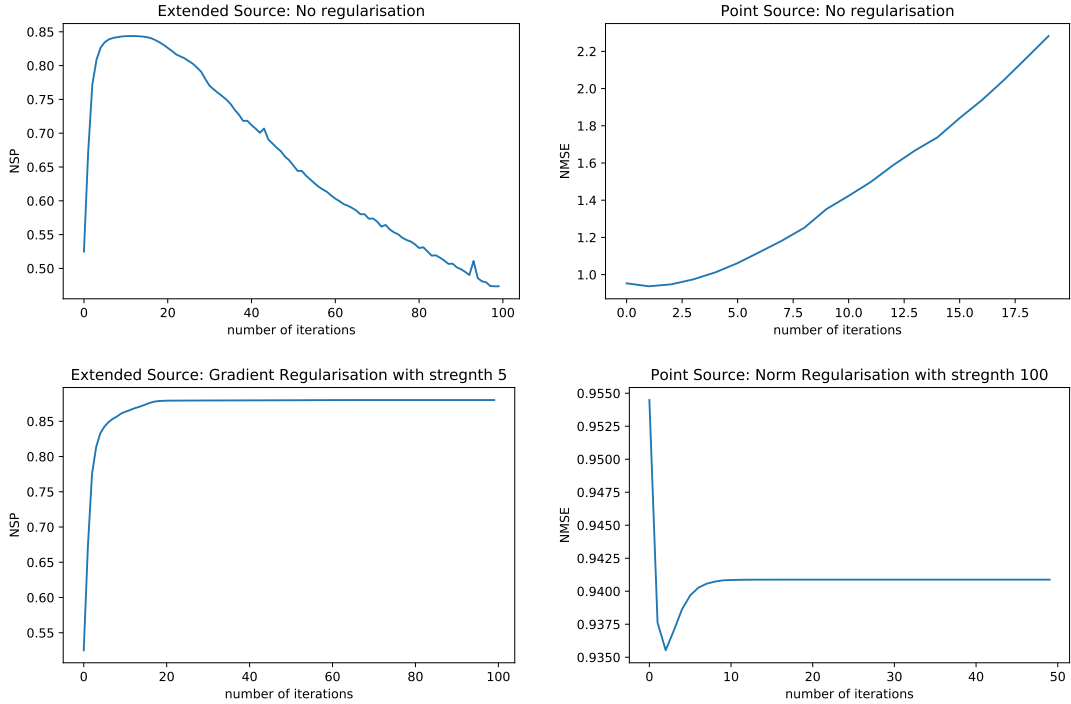 Extended Source: No regularisation
0.85
0.80
0.75
0.70
0.65
0.60
0.55
0.50
NSP
0 20 40 60 80 100
number of iterations
Point Source: No regularisation
2.2
2.0
1.8
1.6
1.4
1.2
1.0
NMSE
0.0 2.5 5.0 7.5 10.0 12.5 15.0 17.5
number of iterations
Extended Source: Gradient Regularisation with stregnth 5
0.85
0.80
0.75
0.70
0.65
0.60
0.55
NSP
0 20 40 60 80 100
number of iterations
Point Source: Norm Regularisation with stregnth 100
0.9550
0.9525
0.9500
0.9475
0.9450
0.9425
0.9400
0.9375
0.9350
NMSE
0 10 20 30 40 50
number of iterations